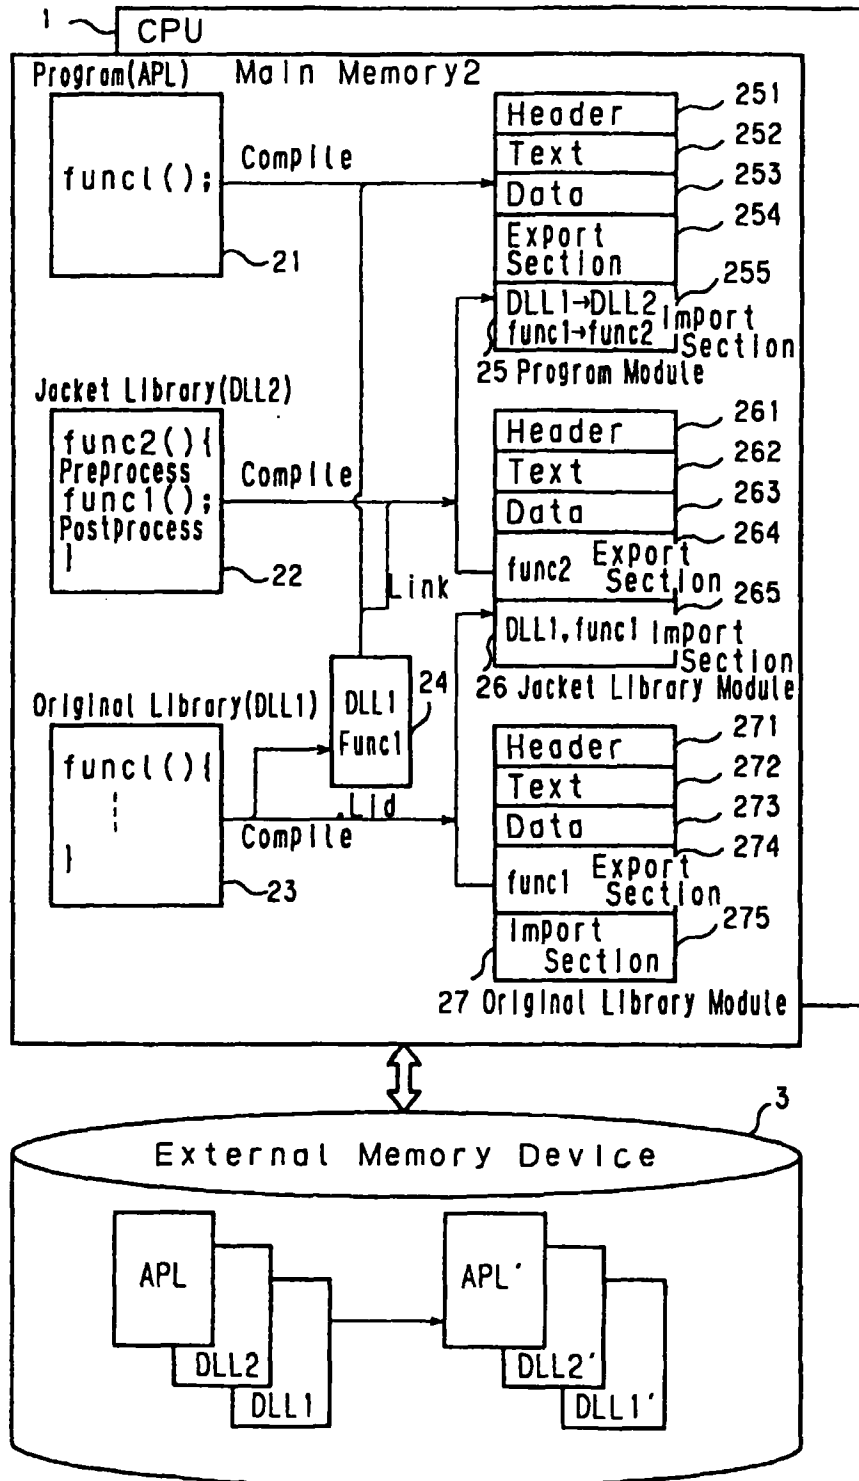 1
CPU
Program(APL) Main Memory2
func1();
21
Compile
Header 251
Text 252
Data 253
Export Section 254
DLL1→DLL2
func1→func2
Import Section 255
25 Program Module
Jacket Library(DLL2)
func2(){
Preprocess
func1();
Postprocess
}
22
Compile
Link
Header 261
Text 262
Data 263
func2 Export Section 264
DLL1,func1 Import Section 265
26 Jacket Library Module
Original Library(DLL1)
func1(){
}
23
DLL1
Func1
24
.Lid
Compile
Header 271
Text 272
Data 273
func1 Export Section 274
Import Section 275
27 Original Library Module
3
External Memory Device
APL
DLL2
DLL1
APL'
DLL2'
DLL1'